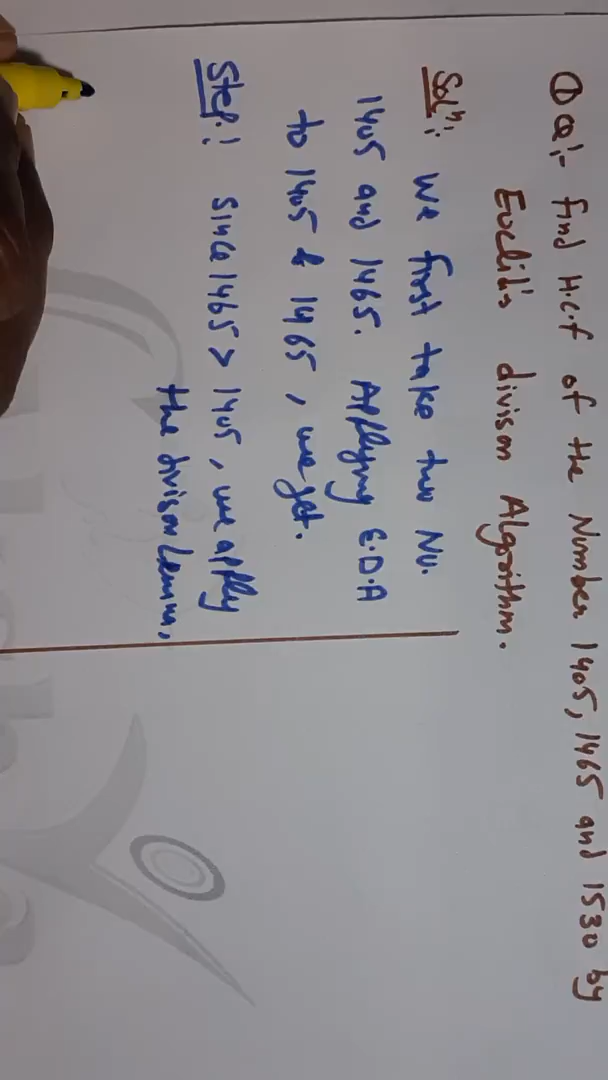 ① Q:- find H.C.f of the Number 1405, 1465 and 1530 by
Euclid's divison Algorithm.
Solⁿ: We first take two No.
1405 and 1465. Applying E.D.A
to 1405 & 1465, we get.
Step: ! Since 1465 > 1405, we apply
the divison Lemma,